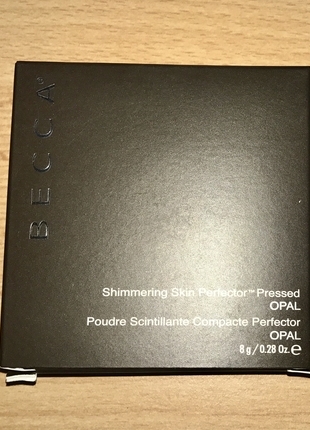 BECCA
Shimmering Skin Perfector™ Pressed
OPAL
Poudre Scintillante Compacte Perfector
OPAL
8 g / 0.28 Oz. ℮